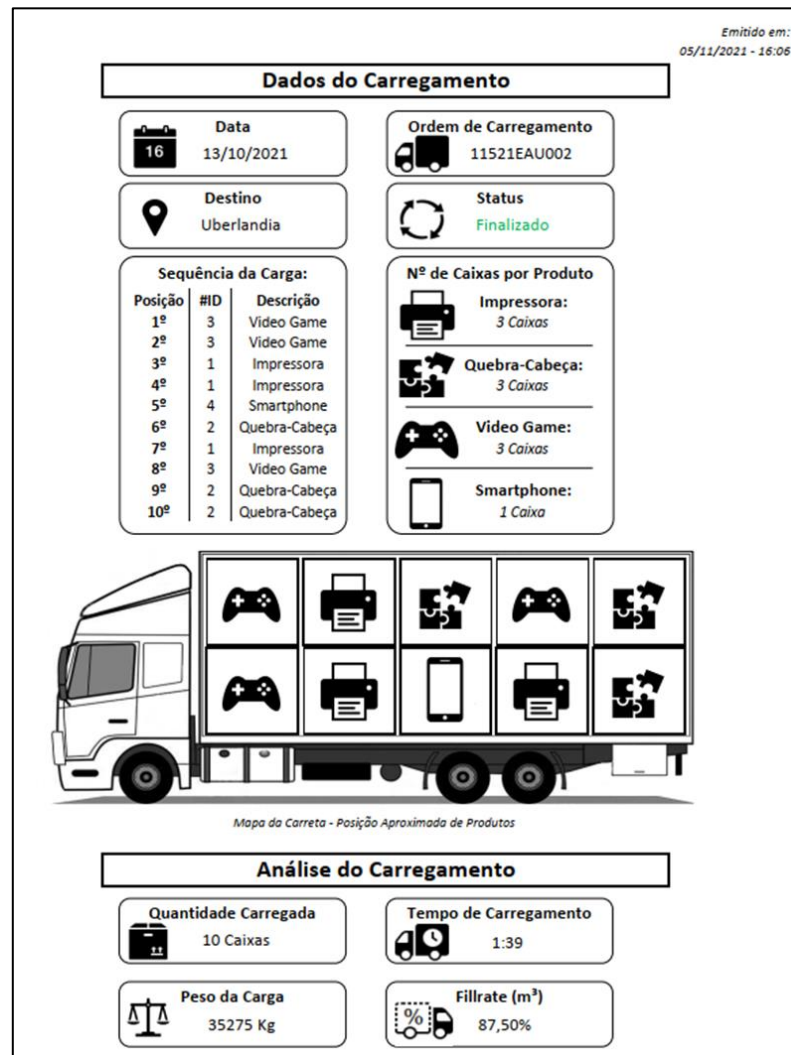 Emitido em:
05/11/2021 - 16:06
Dados do Carregamento
Data
16
13/10/2021
Ordem de Carregamento
11521EAU002
Destino
Uberlandia
Status
Finalizado
Sequência da Carga:
Posição #ID Descrição
1º 3 Video Game
2º 3 Video Game
3º 1 Impressora
4º 1 Impressora
5º 4 Smartphone
6º 2 Quebra-Cabeça
7º 1 Impressora
8º 3 Video Game
9º 2 Quebra-Cabeça
10º 2 Quebra-Cabeça
Nº de Caixas por Produto
Impressora:
3 Caixas
Quebra-Cabeça:
3 Caixas
Video Game:
3 Caixas
Smartphone:
1 Caixa
Mapa da Carreta - Posição Aproximada de Produtos
Análise do Carregamento
Quantidade Carregada
10 Caixas
Tempo de Carregamento
1:39
Peso da Carga
35275 Kg
Fillrate (m³)
%
87,50%